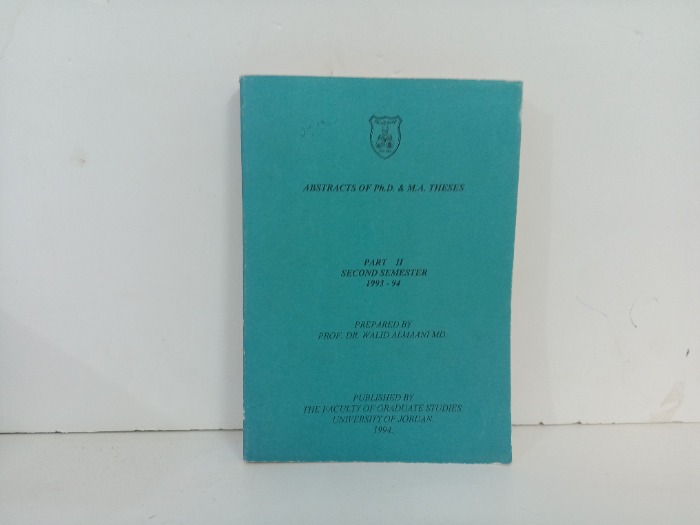 ABSTRACTS OF Ph.D. & M.A. THESES
PART II
SECOND SEMESTER
1993 - 94
PREPARED BY
PROF. DR. WALID ALMAANI MD.
PUBLISHED BY
THE FACULTY OF GRADUATE STUDIES
UNIVERSITY OF JORDAN
1994.